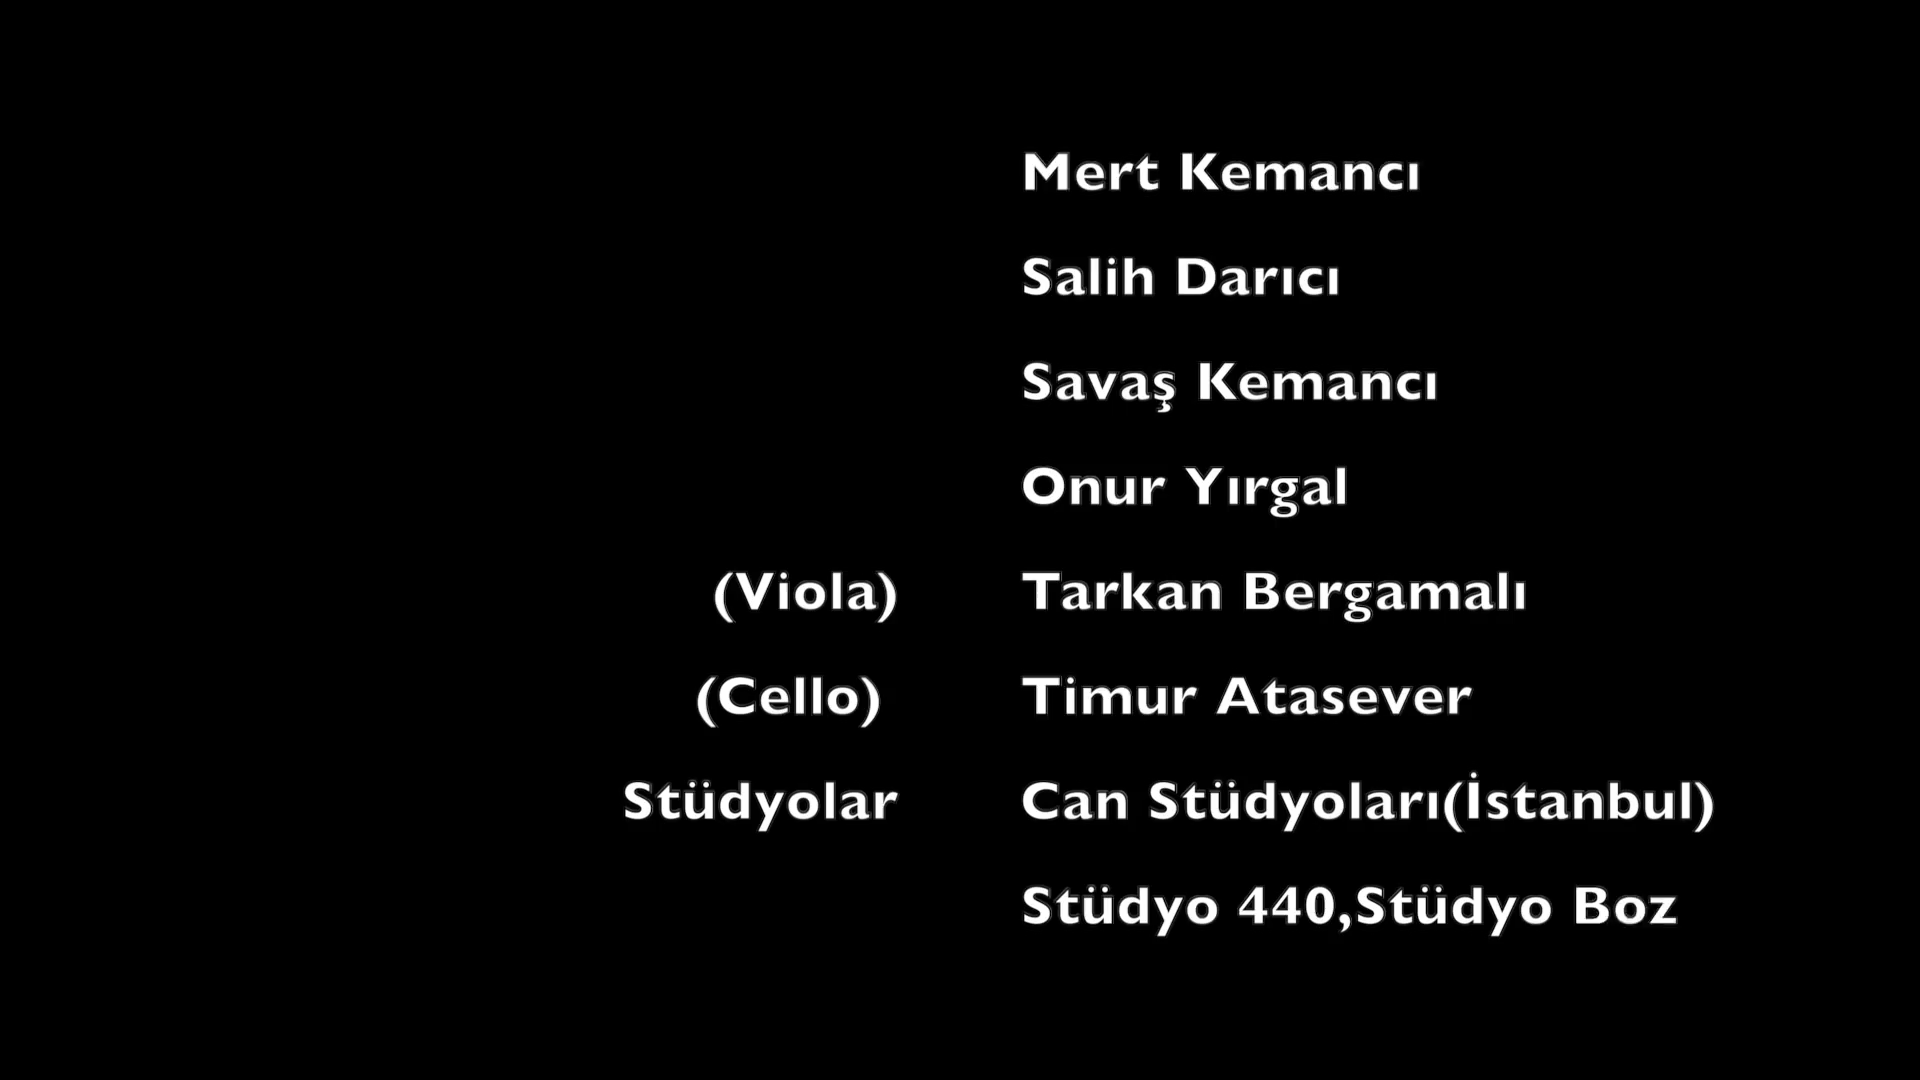 Mert Kemancı
Salih Darıcı
Savaş Kemancı
Onur Yırgal
(Viola) Tarkan Bergamalı
(Cello) Timur Atasever
Stüdyolar Can Stüdyoları(İstanbul)
Stüdyo 440,Stüdyo Boz